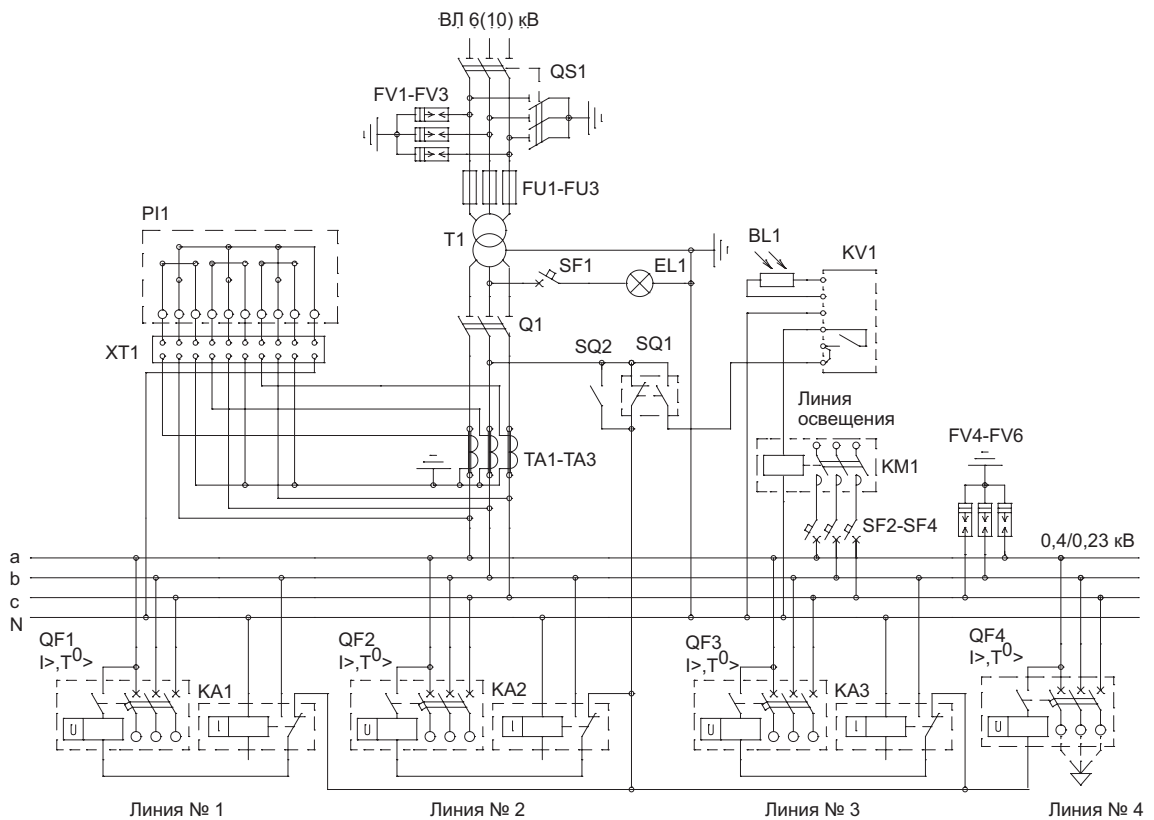 ВЛ 6(10) кВ
QS1
FV1-FV3
FU1-FU3
PI1
T1
BL1
KV1
SF1
EL1
Q1
XT1
SQ2
SQ1
Линия
освещения
FV4-FV6
TA1-TA3
KM1
SF2-SF4
0,4/0,23 кВ
a
b
c
N
QF1
I>,T0>
QF2
I>,T0>
QF3
I>,T0>
QF4
I>,T0>
KA1
KA2
KA3
U
I
U
I
U
I
U
Линия № 1
Линия № 2
Линия № 3
Линия № 4